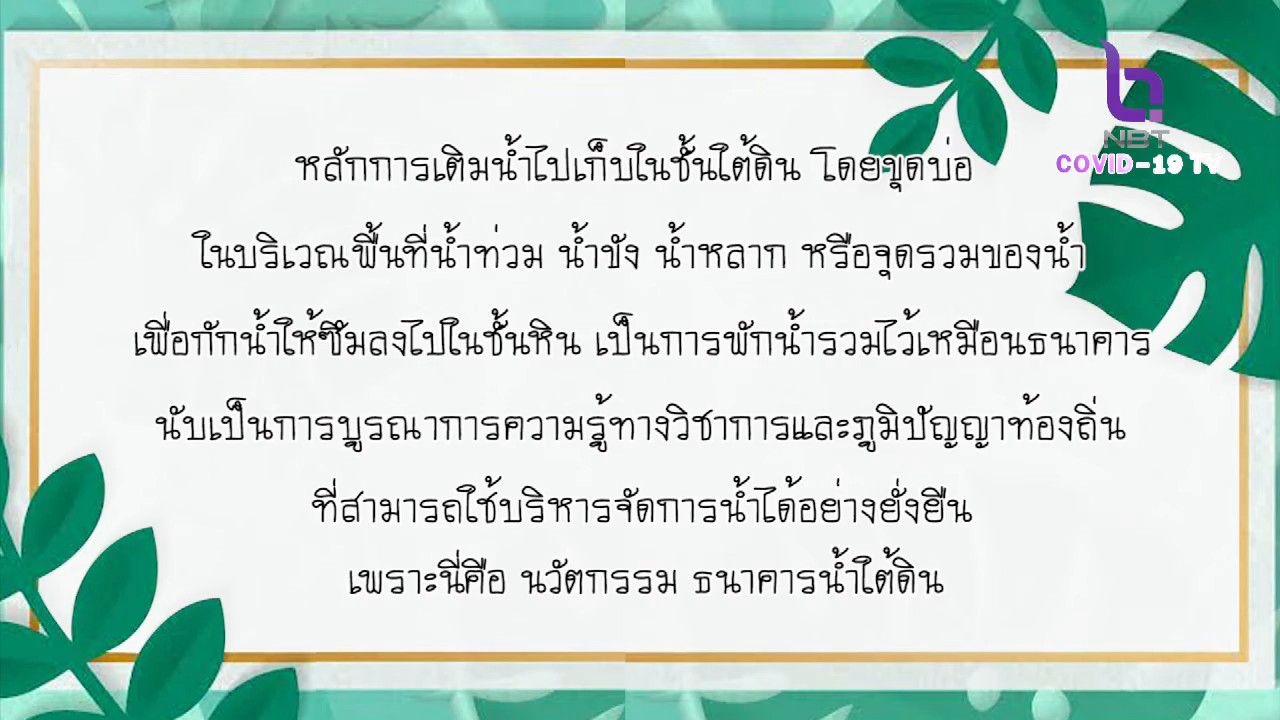 NBT
COVID-19 TV
หลักการเติมน้ำไปเก็บในชั้นใต้ดิน โดยขุดบ่อ
ในบริเวณพื้นที่น้ำท่วม น้ำขัง น้ำหลาก หรือจุดรวมของน้ำ
เพื่อกักน้ำให้ซึมลงไปในชั้นหิน เป็นการพักน้ำรวมไว้เหมือนธนาคาร
นับเป็นการบูรณาการความรู้ทางวิชาการและภูมิปัญญาท้องถิ่น
ที่สามารถใช้บริหารจัดการน้ำได้อย่างยั่งยืน
เพราะนี่คือ นวัตกรรม ธนาคารน้ำใต้ดิน